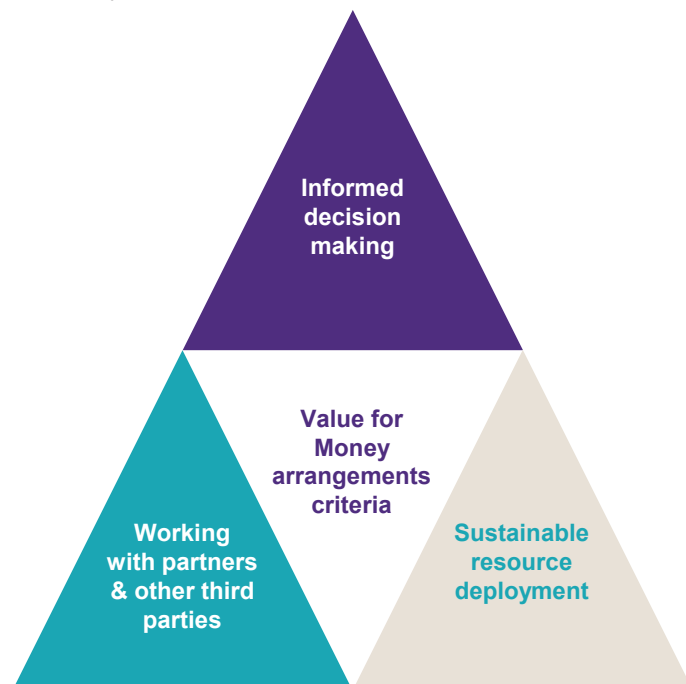 Informed
decision
making
Value for
Money
arrangements
criteria
Working
with partners
& other third
parties
Sustainable
resource
deployment